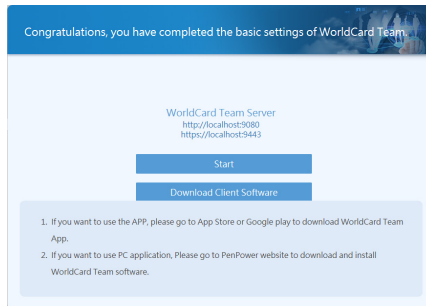 Congratulations, you have completed the basic settings of WorldCard Team.
WorldCard Team Server
http://localhost:9080
https://localhost:9443
Start
Download Client Software
1. If you want to use the APP, please go to App Store or Google play to download WorldCard Team
App.
2. If you want to use PC application, Please go to PenPower website to download and install
WorldCard Team software.